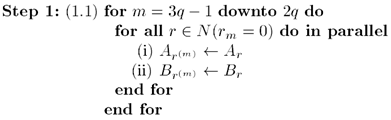 Step 1: (1.1) for m = 3q − 1 downto 2q do
for all r ∈ N(rₘ = 0) do in parallel
(i) A_{r^{(m)}} ← A_r
(ii) B_{r^{(m)}} ← B_r
end for
end for